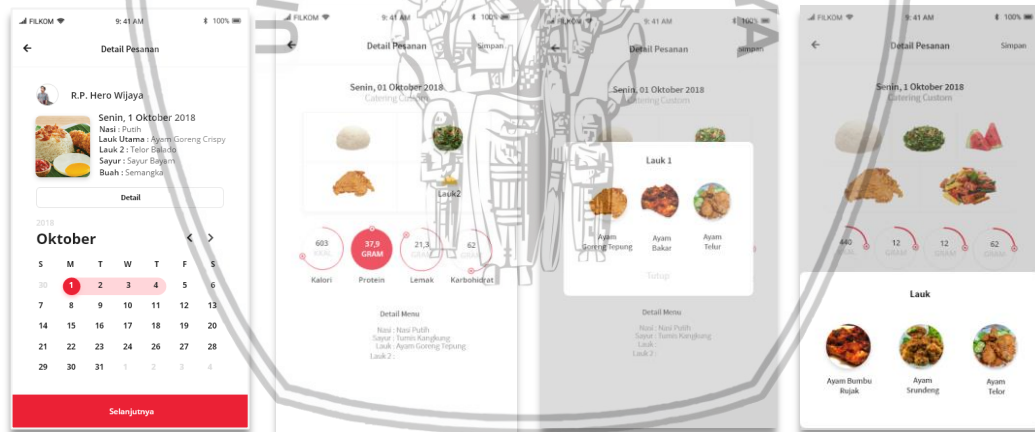 FILKOM 9:41 AM 100%
Detail Pesanan
R.P. Hero Wijaya
Senin, 1 Oktober 2018
Nasi : Putih
Lauk Utama : Ayam Goreng Crispy
Lauk 2 : Telor Balado
Sayur : Sayur Bayam
Buah : Semangka
Detail
2018
Oktober
S M T W T F S
30 1 2 3 4 5 6
7 8 9 10 11 12 13
14 15 16 17 18 19 20
21 22 23 24 25 26 27 28
29 30 31 1 2 3 4
Selanjutnya
FILKOM 9:41 AM 100%
Detail Pesanan Simpan
Senin, 01 Oktober 2018
Catering Custom
Lauk2
603 37,9 21,3 62
KKAL GRAM GRAM GRAM
Kalori Protein Lemak Karbohidrat
Detail Menu
Nasi : Nasi Putih
Sayur : Tumis Kangkung
Lauk : Ayam Goreng Tepung
Lauk 2 :
FILKOM 9:41 AM 100%
Detail Pesanan Simpan
Senin, 01 Oktober 2018
Catering Custom
Lauk 1
Ayam Goreng Tepung
Ayam Bakar
Ayam Telur
Tutup
Detail Menu
Nasi : Nasi Putih
Sayur : Tumis Kangkung
Lauk :
Lauk 2 :
FILKOM 9:41 AM 100%
Detail Pesanan Simpan
Senin, 1 Oktober 2018
Catering Custom
440 12 12 62
KKAL GRAM GRAM GRAM
Lauk
Ayam Bumbu Rujak
Ayam Srundeng
Ayam Telor